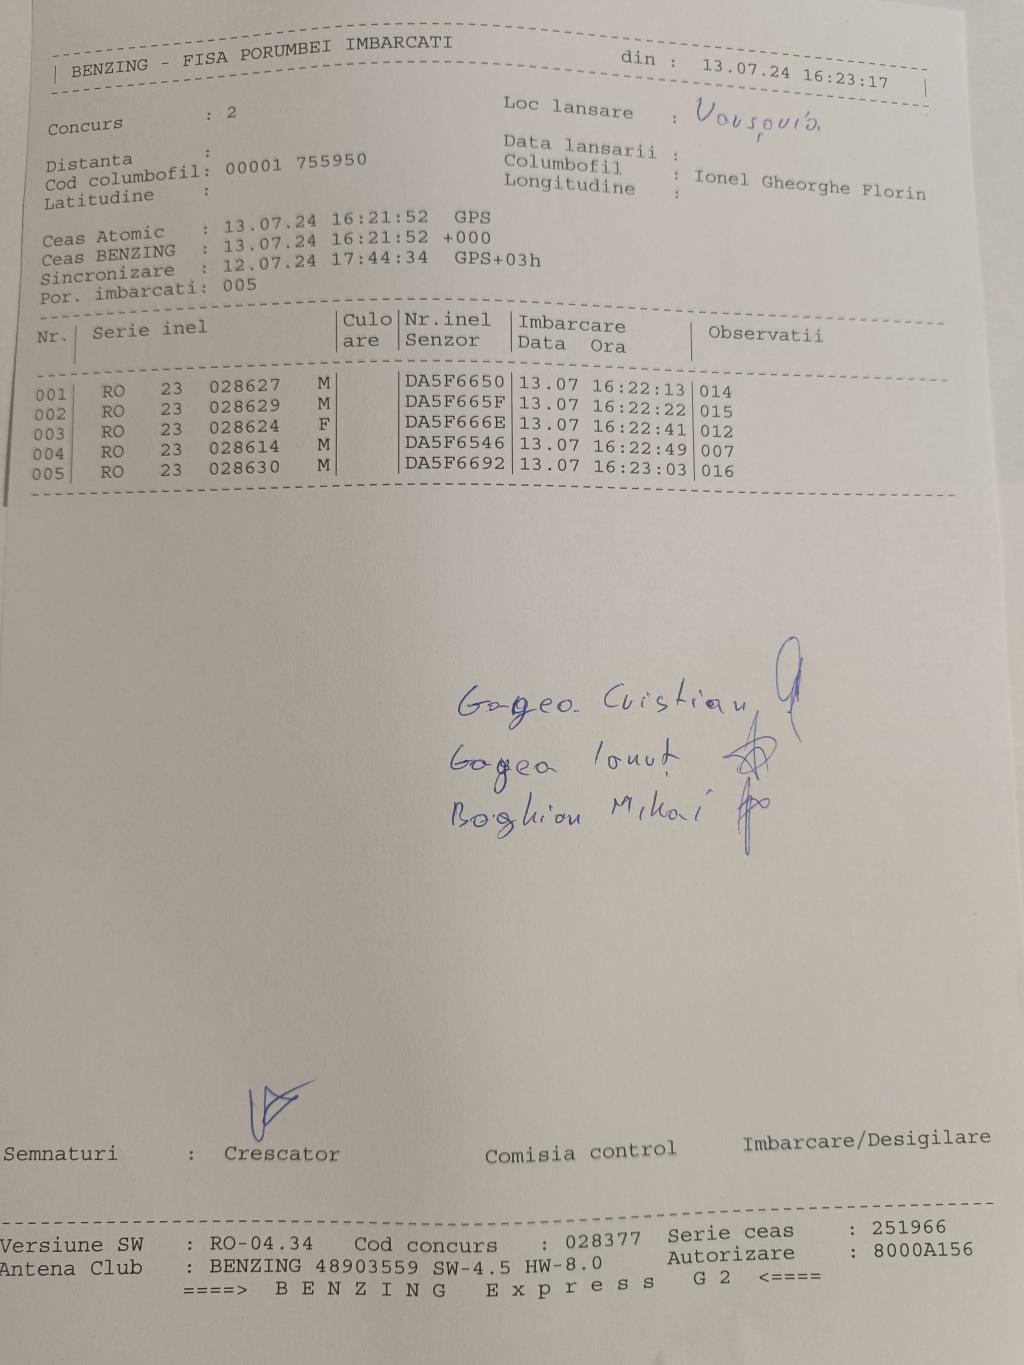 BENZING - FISA PORUMBEI IMBARCATI din : 13.07.24 16:23:17
Concurs : 2 Loc lansare :
Distanta : Data lansarii :
Cod columbofil: 00001 755950 Columbofil : Ionel Gheorghe Florin
Latitudine : Longitudine :
Ceas Atomic : 13.07.24 16:21:52 GPS
Ceas BENZING : 13.07.24 16:21:52 +000
Sincronizare : 12.07.24 17:44:34 GPS+03h
Por. imbarcati: 005
Nr. Serie inel Culo Nr.inel Imbarcare Observatii
are Senzor Data Ora
001 RO 23 028627 M DA5F6650 13.07 16:22:13 014
002 RO 23 028629 M DA5F665F 13.07 16:22:22 015
003 RO 23 028624 F DA5F666E 13.07 16:22:41 012
004 RO 23 028614 M DA5F6546 13.07 16:22:49 007
005 RO 23 028630 M DA5F6692 13.07 16:23:03 016
Gogea Cristian
Gogea Ionuț
Boghian Mihai
Semnaturi : Crescator Comisia control Imbarcare/Desigilare
Versiune SW : RO-04.34 Cod concurs : 028377 Serie ceas : 251966
Antena Club : BENZING 48903559 SW-4.5 HW-8.0 Autorizare : 8000A156
====> B E N Z I N G E x p r e s s G 2 <====